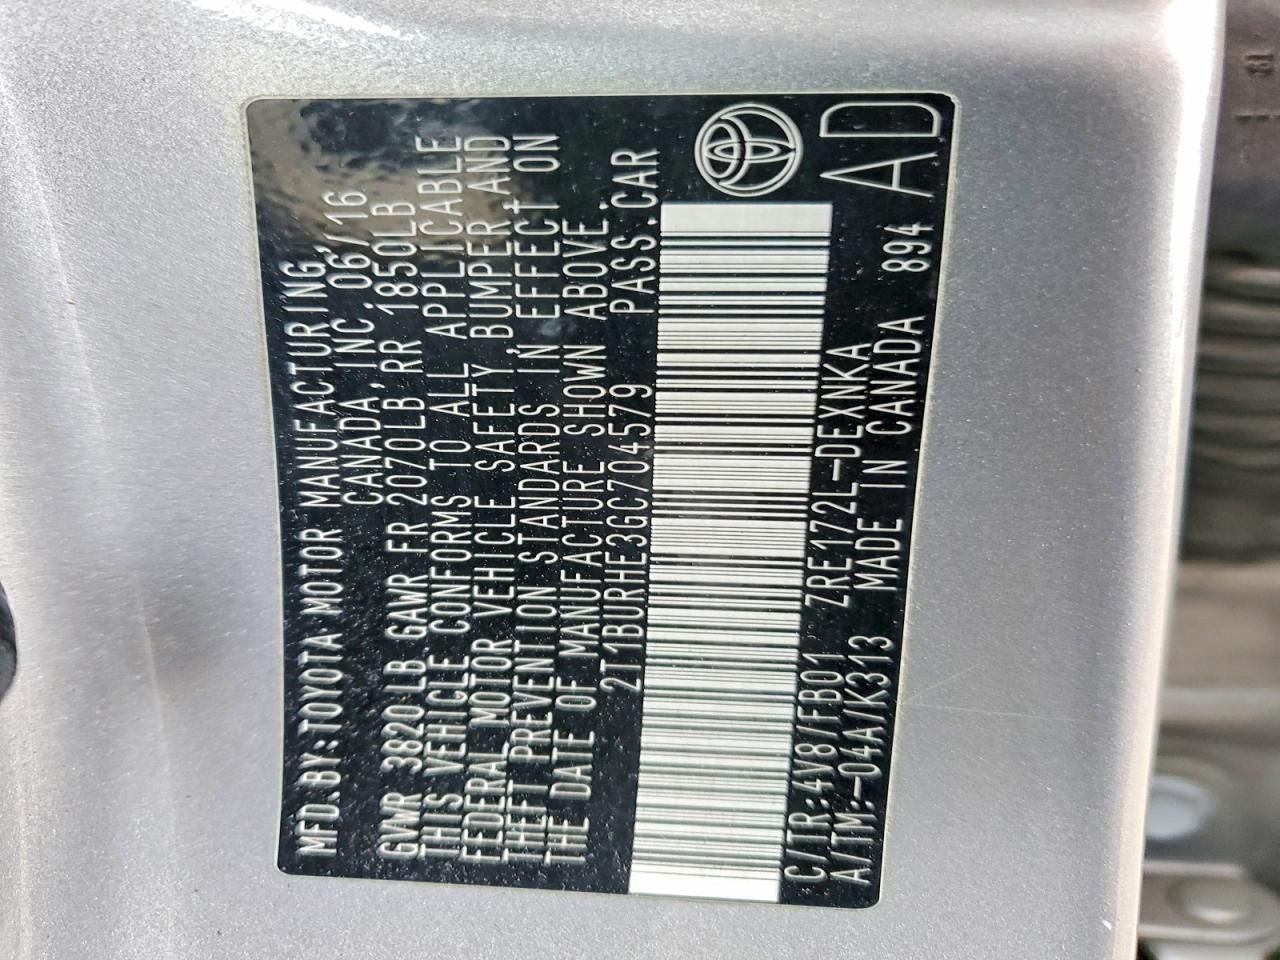 MFD.BY:TOYOTA MOTOR MANUFACTURING,
CANADA, INC. 06/16
GVWR 3820 LB GAWR FR 2070LB RR 1850LB
THIS VEHICLE CONFORMS TO ALL APPLICABLE
FEDERAL MOTOR VEHICLE SAFETY, BUMPER, AND
THEFT PREVENTION STANDARDS IN EFFECT ON
THE DATE OF MANUFACTURE SHOWN ABOVE.
2T1BURHE3GC704579 PASS.CAR
C/TR:4V8/FB01 ZRE172L-DEXNKA
A/TM:-04A/K313 MADE IN CANADA 894
AD